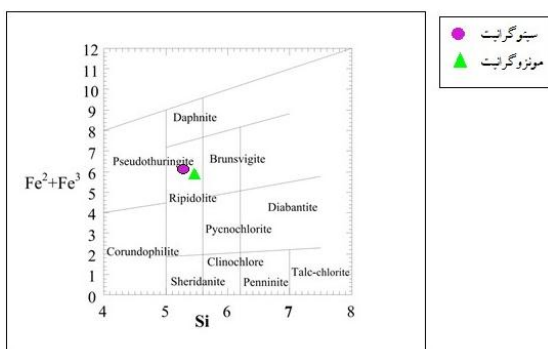 سینوگرانیت
مونزوگرانیت
12
11
10
9
8
7
6
5
4
3
2
1
0
Fe²+Fe³
Daphnite
Pseudothuringite
Brunsvigite
Ripidolite
Diabantite
Pycnochlorite
Corundophilite
Clinochlore
Talc-chlorite
Sheridanite
Penninite
4
5
6
7
8
Si